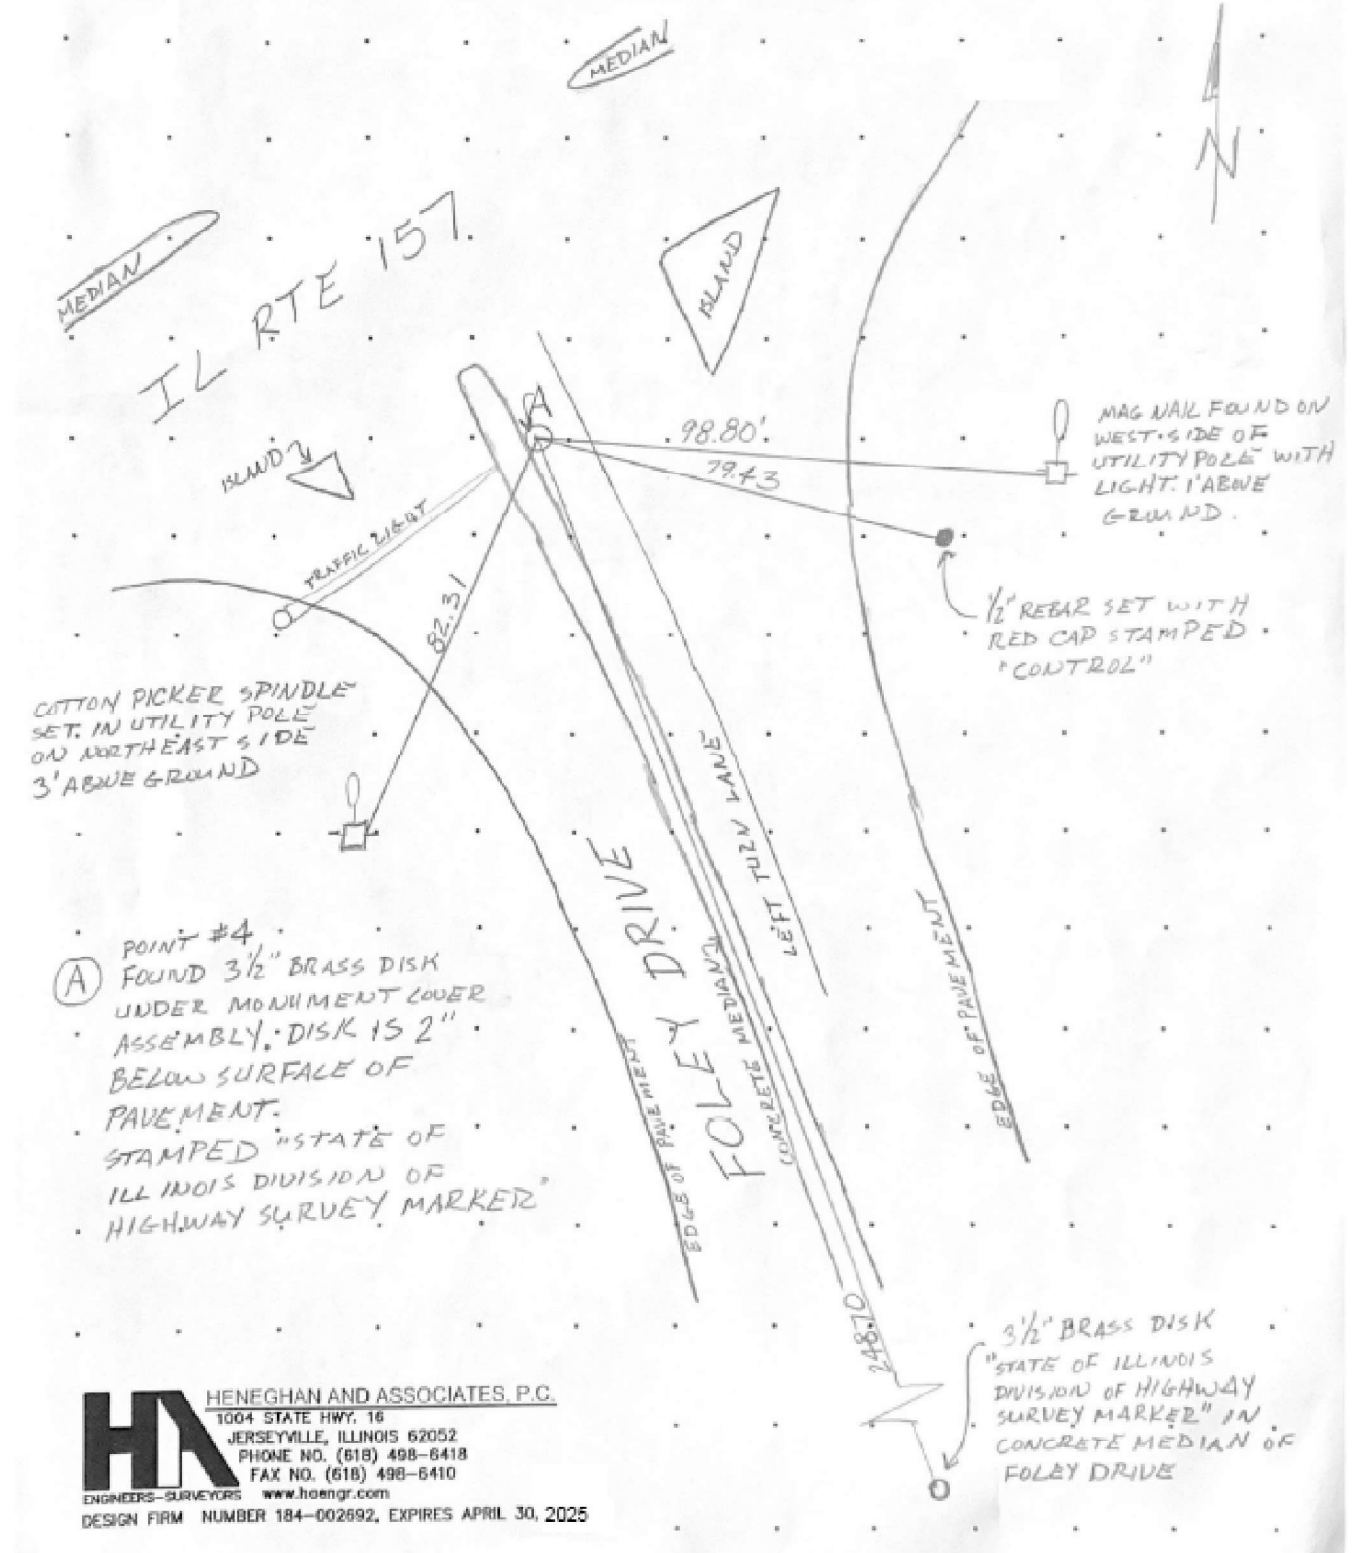 MEDIAN
N
MEDIAN
IL RTE 157
ISLAND
A
98.80'
79.43
MAG NAIL FOUND ON
WEST SIDE OF
UTILITY POLE WITH
LIGHT. 1' ABOVE
GROUND.
ISLAND
TRAFFIC LIGHT
82.31
1/2" REBAR SET WITH
RED CAP STAMPED
"CONTROL"
COTTON PICKER SPINDLE
SET IN UTILITY POLE
ON NORTHEAST SIDE
3' ABOVE GROUND
LEFT TURN LANE
FOLEY DRIVE
CONCRETE MEDIAN
EDGE OF PAVEMENT
EDGE OF PAVEMENT
POINT #4
A FOUND 3 1/2" BRASS DISK
UNDER MONUMENT COVER
ASSEMBLY. DISK IS 2"
BELOW SURFACE OF
PAVEMENT.
STAMPED "STATE OF
ILLINOIS DIVISION OF
HIGHWAY SURVEY MARKER"
248.70
3 1/2" BRASS DISK
"STATE OF ILLINOIS
DIVISION OF HIGHWAY
SURVEY MARKER" IN
CONCRETE MEDIAN OF
FOLEY DRIVE
HA
HENEGHAN AND ASSOCIATES, P.C.
1004 STATE HWY. 16
JERSEYVILLE, ILLINOIS 62052
PHONE NO. (618) 498-6418
FAX NO. (618) 498-6410
ENGINEERS-SURVEYORS www.haengr.com
DESIGN FIRM NUMBER 184-002692, EXPIRES APRIL 30, 2025